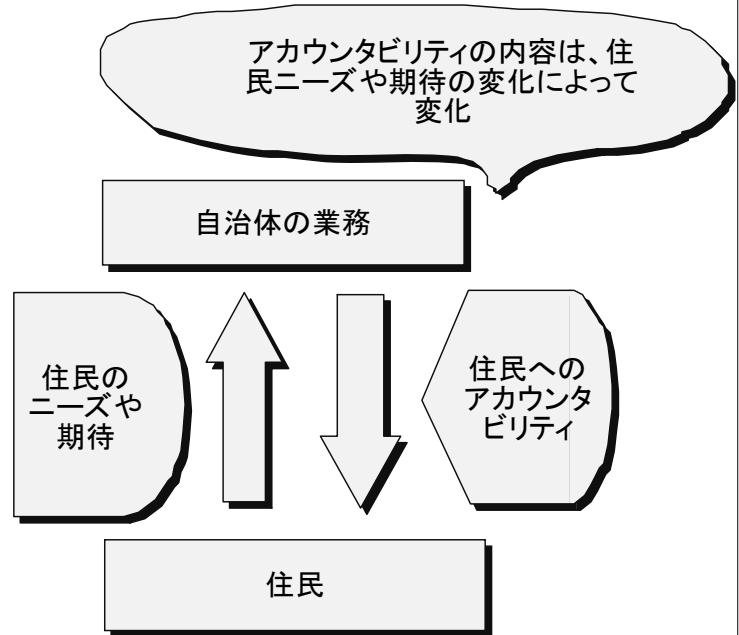 アカウンタビリティの内容は、住
民ニーズや期待の変化によって
変化
自治体の業務
住民の
ニーズや
期待
住民への
アカウンタ
ビリティ
住民